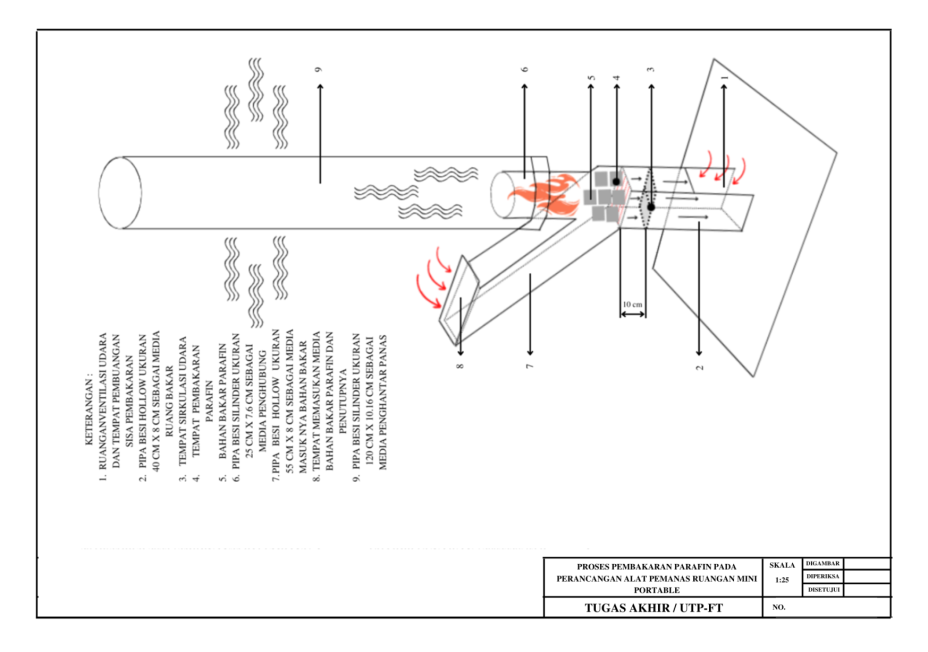 9
6
5
4
3
1
10 cm
8
7
2
KETERANGAN :
1. RUANGANVENTILASI UDARA
DAN TEMPAT PEMBUANGAN
SISA PEMBAKARAN
2. PIPA BESI HOLLOW UKURAN
40 CM X 8 CM SEBAGAI MEDIA
RUANG BAKAR
3. TEMPAT SIRKULASI UDARA
4. TEMPAT PEMBAKARAN
PARAFIN
5. BAHAN BAKAR PARAFIN
6. PIPA BESI SILINDER UKURAN
25 CM X 7.6 CM SEBAGAI
MEDIA PENGHUBUNG
7.PIPA BESI HOLLOW UKURAN
55 CM X 8 CM SEBAGAI MEDIA
MASUK NYA BAHAN BAKAR
8. TEMPAT MEMASUKAN MEDIA
BAHAN BAKAR PARAFIN DAN
PENUTUPNYA
9. PIPA BESI SILINDER UKURAN
120 CM X 10.16 CM SEBAGAI
MEDIA PENGHANTAR PANAS
PROSES PEMBAKARAN PARAFIN PADA
PERANCANGAN ALAT PEMANAS RUANGAN MINI
PORTABLE
SKALA
1:25
DIGAMBAR
DIPERIKSA
DISETUJUI
TUGAS AKHIR / UTP-FT
NO.